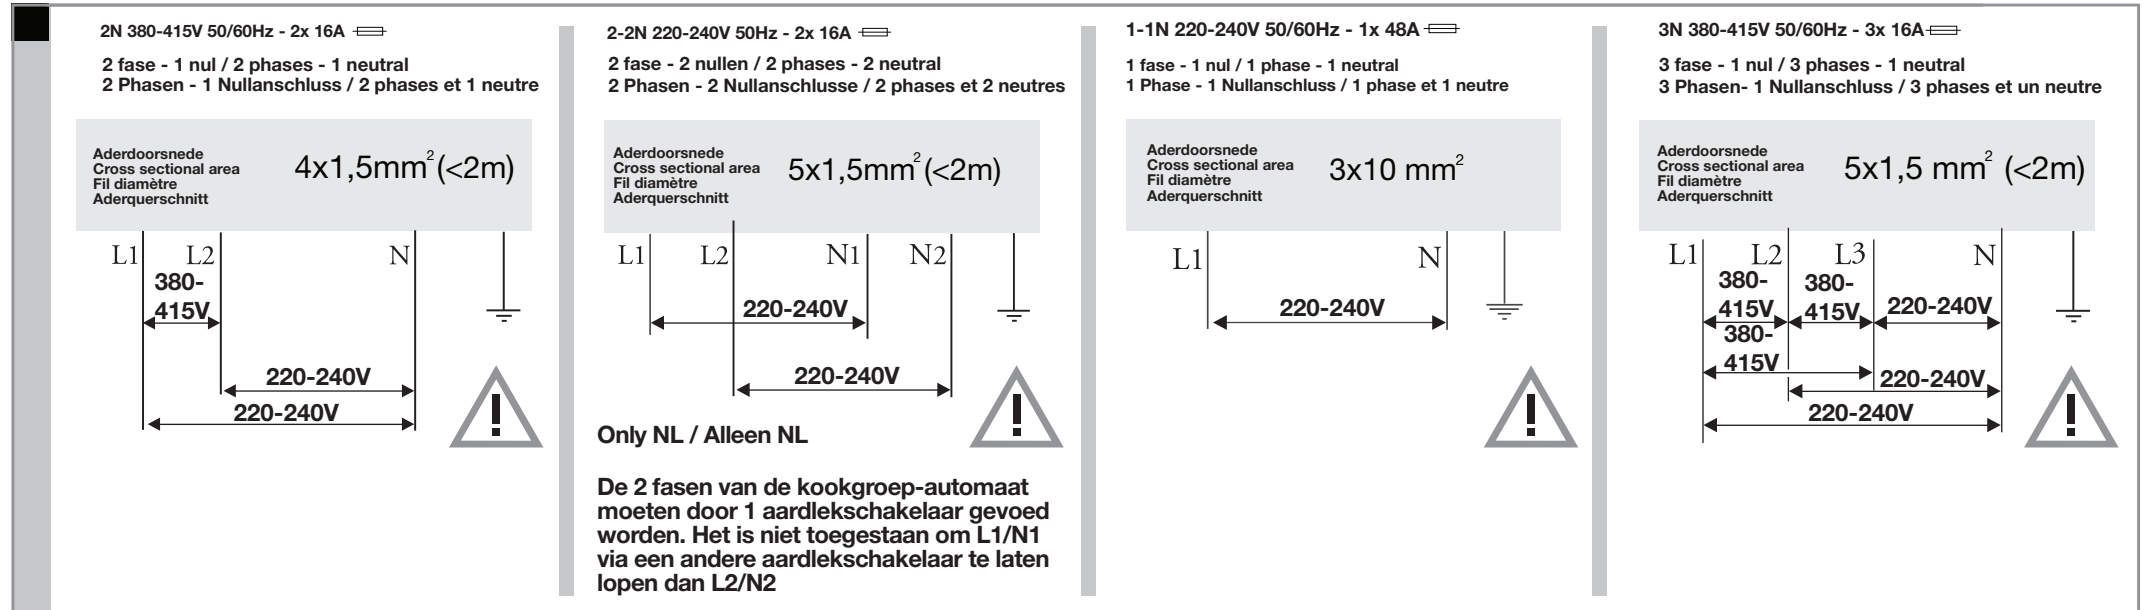 2N 380-415V 50/60Hz - 2x 16A
2 fase - 1 nul / 2 phases - 1 neutral
2 Phasen - 1 Nullanschluss / 2 phases et 1 neutre
Aderdoorsnede
Cross sectional area
Fil diamètre
Aderquerschnitt
4x1,5mm² (<2m)
L1 L2 N
380-
415V
220-240V
220-240V
2-2N 220-240V 50Hz - 2x 16A
2 fase - 2 nullen / 2 phases - 2 neutral
2 Phasen - 2 Nullanschlusse / 2 phases et 2 neutres
Aderdoorsnede
Cross sectional area
Fil diamètre
Aderquerschnitt
5x1,5mm² (<2m)
L1 L2 N1 N2
220-240V
220-240V
Only NL / Alleen NL
De 2 fasen van de kookgroep-automaat
moeten door 1 aardlekschakelaar gevoed
worden. Het is niet toegestaan om L1/N1
via een andere aardlekschakelaar te laten
lopen dan L2/N2
1-1N 220-240V 50/60Hz - 1x 48A
1 fase - 1 nul / 1 phase - 1 neutral
1 Phase - 1 Nullanschluss / 1 phase et 1 neutre
Aderdoorsnede
Cross sectional area
Fil diamètre
Aderquerschnitt
3x10 mm²
L1 N
220-240V
3N 380-415V 50/60Hz - 3x 16A
3 fase - 1 nul / 3 phases - 1 neutral
3 Phasen- 1 Nullanschluss / 3 phases et un neutre
Aderdoorsnede
Cross sectional area
Fil diamètre
Aderquerschnitt
5x1,5 mm² (<2m)
L1 L2 L3 N
380- 380-
415V 415V 220-240V
380-
415V
220-240V
220-240V